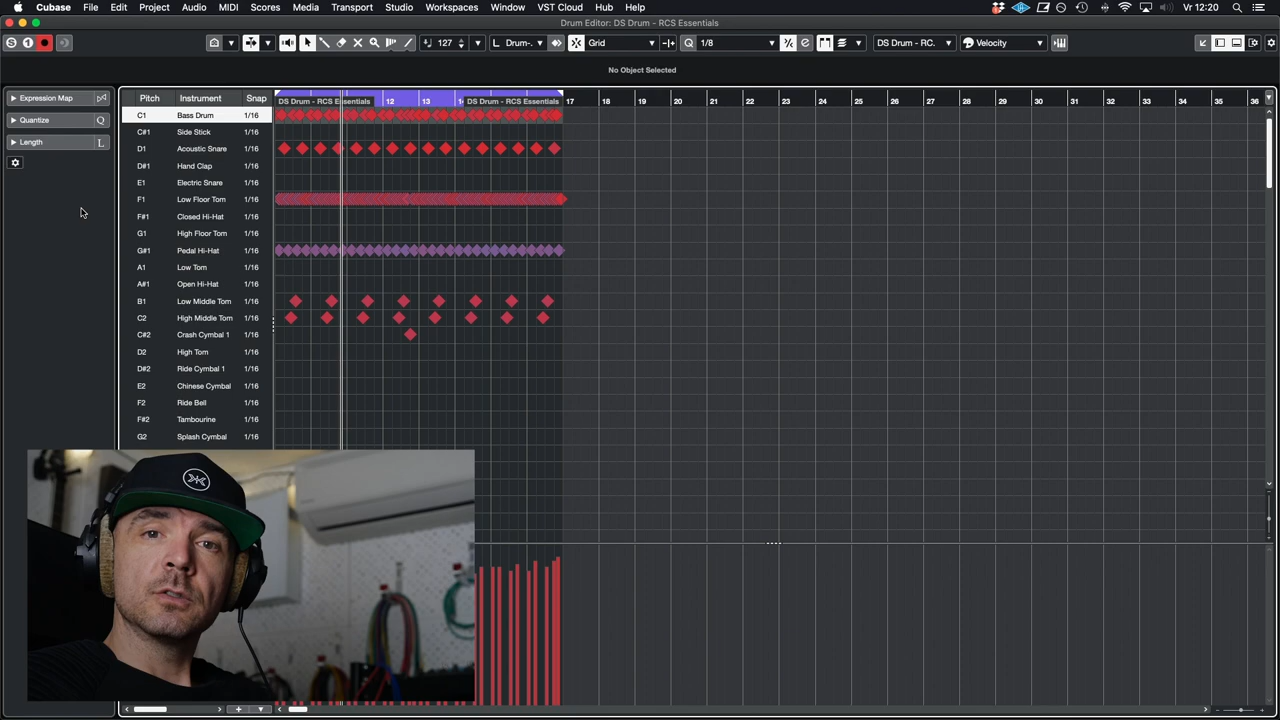 Cubase File Edit Project Audio MIDI Scores Media Transport Studio Workspaces Window VST Cloud Hub Help Vr 12:20
Drum Editor: DS Drum - RCS Essentials
S 127 L Drum-. Grid Q 1/8 DS Drum - RC. Velocity
No Object Selected
Expression Map
Quantize Q
Length L
Pitch Instrument Snap
DS Drum - RCS Essentials 12 13 DS Drum - RCS Essentials 17 18 19 20 21 22 23 24 25 26 27 28 29 30 31 32 33 34 35 36
C1 Bass Drum 1/16
C#1 Side Stick 1/16
D1 Acoustic Snare 1/16
D#1 Hand Clap 1/16
E1 Electric Snare 1/16
F1 Low Floor Tom 1/16
F#1 Closed Hi-Hat 1/16
G1 High Floor Tom 1/16
G#1 Pedal Hi-Hat 1/16
A1 Low Tom 1/16
A#1 Open Hi-Hat 1/16
B1 Low Middle Tom 1/16
C2 High Middle Tom 1/16
C#2 Crash Cymbal 1 1/16
D2 High Tom 1/16
D#2 Ride Cymbal 1 1/16
E2 Chinese Cymbal 1/16
F2 Ride Bell 1/16
F#2 Tambourine 1/16
G2 Splash Cymbal 1/16